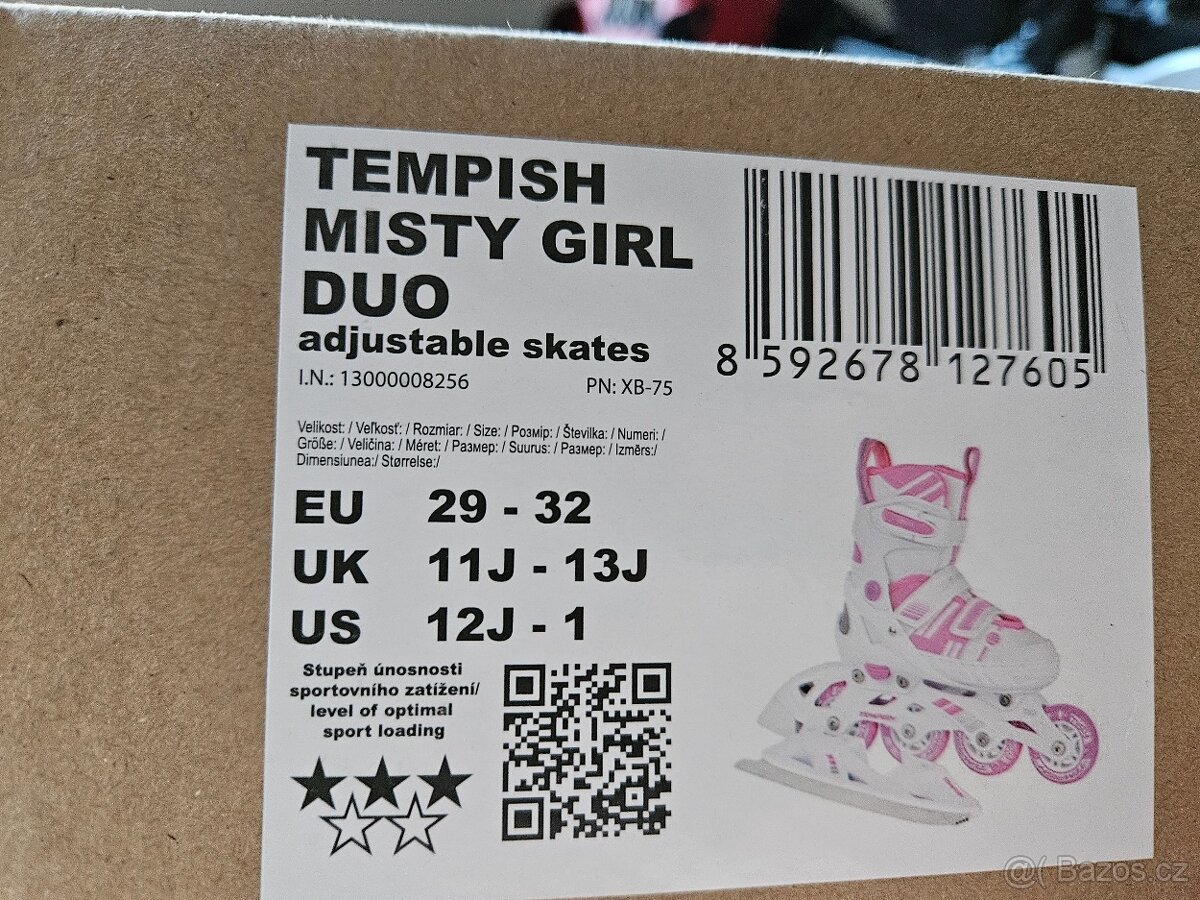 TEMPISH
MISTY GIRL
DUO
adjustable skates
I.N.: 13000008256 PN: XB-75
8 592678 127605
Velikost: / Veľkosť: / Rozmiar: / Size: / Розмір: / Številka: / Numeri: /
Größe: / Veličina: / Méret: / Размер: / Suurus: / Размер: / Izmērs:/
Dimensiunea:/ Størrelse:/
EU 29 - 32
UK 11J - 13J
US 12J - 1
Stupeň únosnosti
sportovního zatížení/
level of optimal
sport loading
@( Bazos.cz